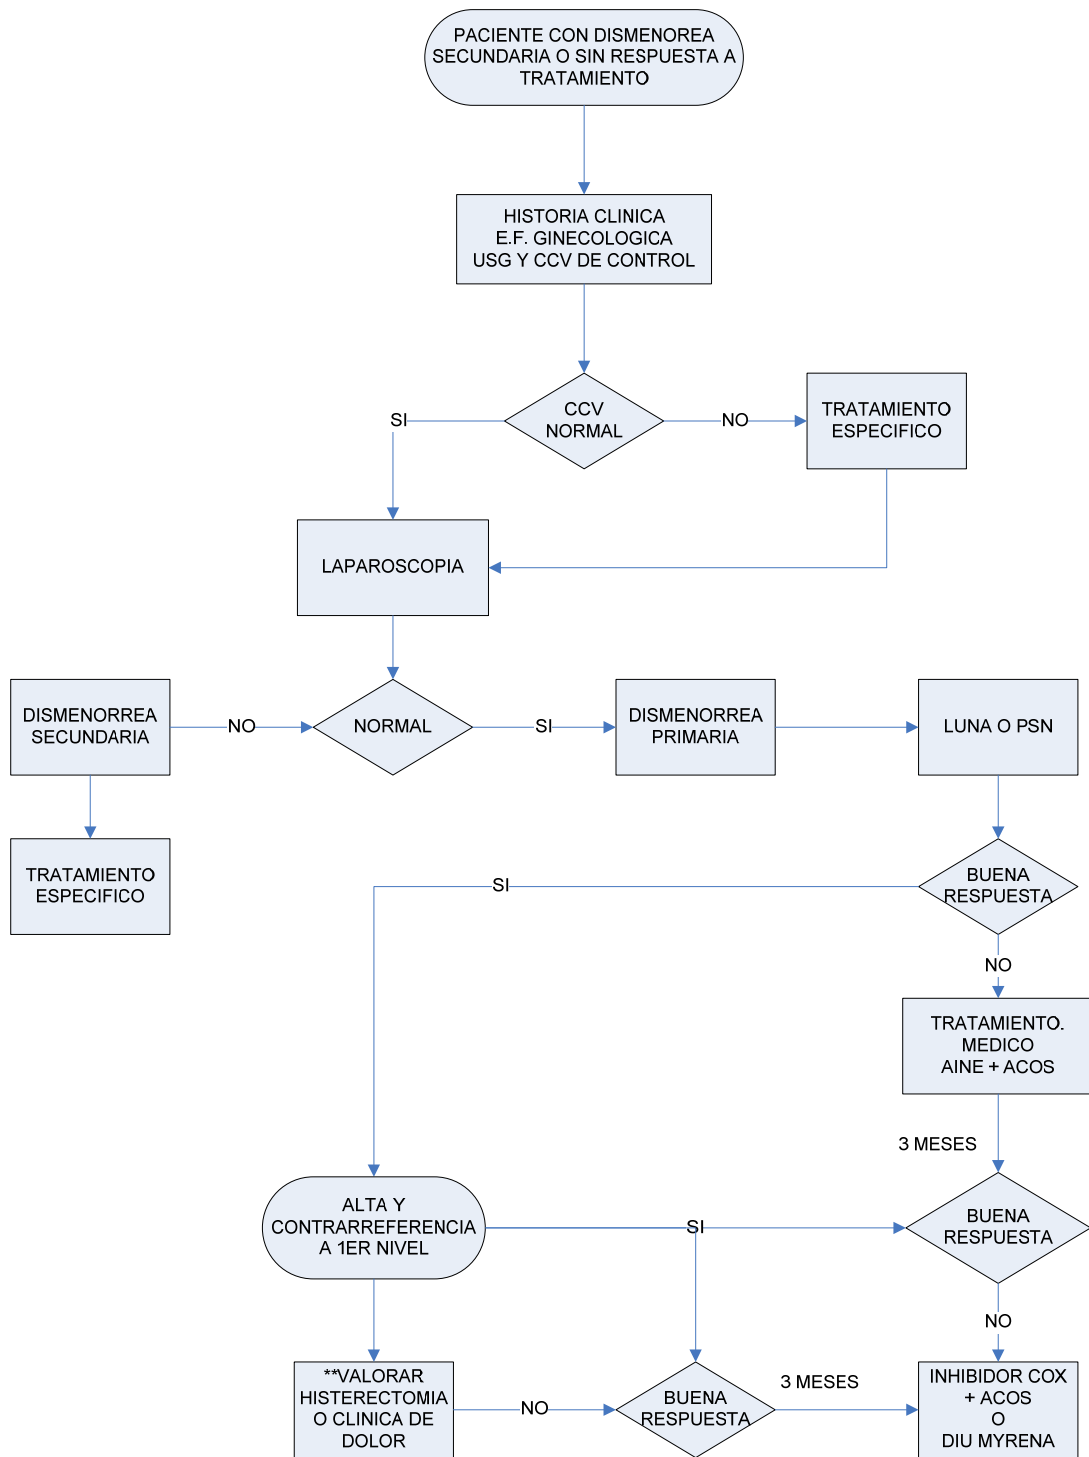 PACIENTE CON DISMENOREA
SECUNDARIA O SIN RESPUESTA A
TRATAMIENTO
HISTORIA CLINICA
E.F. GINECOLOGICA
USG Y CCV DE CONTROL
CCV
NORMAL
SI
NO
TRATAMIENTO
ESPECIFICO
LAPAROSCOPIA
DISMENORREA
SECUNDARIA
NO
NORMAL
SI
DISMENORREA
PRIMARIA
LUNA O PSN
TRATAMIENTO
ESPECIFICO
BUENA
RESPUESTA
SI
NO
TRATAMIENTO.
MEDICO
AINE + ACOS
3 MESES
ALTA Y
CONTRARREFERENCIA
A 1ER NIVEL
SI
BUENA
RESPUESTA
NO
**VALORAR
HISTERECTOMIA
O CLINICA DE
DOLOR
NO
BUENA
RESPUESTA
3 MESES
INHIBIDOR COX
+ ACOS
O
DIU MYRENA